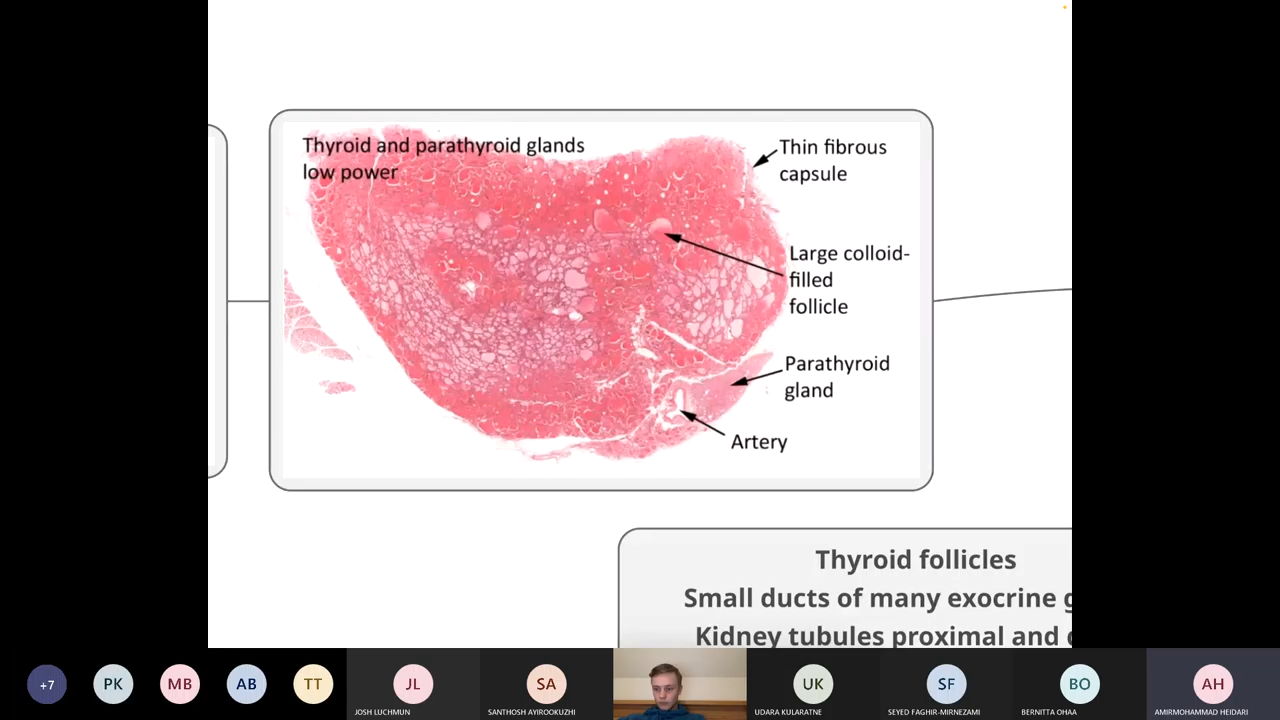 Thyroid and parathyroid glands
low power
Thin fibrous
capsule
Large colloid-
filled
follicle
Parathyroid
gland
Artery
Thyroid follicles
Small ducts of many exocrine
Kidney tubules proximal and
+7
PK
MB
AB
TT
JL
SA
UK
SF
BO
AH
JOSH LUCHMUN
SANTHOSH AYIROOKUZHI
UDARA KULARATNE
SEYED FAGHIR-MIRNEZAMI
BERNITTA OHAA
AMIRMOHAMMAD HEIDARI